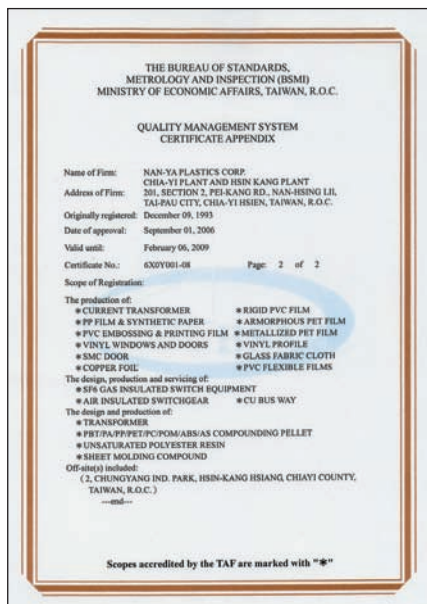 THE BUREAU OF STANDARDS,
METROLOGY AND INSPECTION (BSMI)
MINISTRY OF ECONOMIC AFFAIRS, TAIWAN, R.O.C.
QUALITY MANAGEMENT SYSTEM
CERTIFICATE APPENDIX
Name of Firm: NAN-YA PLASTICS CORP.
CHIA-YI PLANT AND HSIN KANG PLANT
Address of Firm: 201, SECTION 2, PEI-KANG RD., NAN-HSING LII,
TAI-PAU CITY, CHIA-YI HSIEN, TAIWAN, R.O.C.
Originally registered: December 09, 1993
Date of approval: September 01, 2006
Valid until: February 06, 2009
Certificate No.: 6X0Y001-08 Page: 2 of 2
Scope of Registration:
The production of:
*CURRENT TRANSFORMER *RIGID PVC FILM
*PP FILM & SYNTHETIC PAPER *ARMORPHOUS PET FILM
*PVC EMBOSSING & PRINTING FILM *METALLIZED PET FILM
*VINYL WINDOWS AND DOORS *VINYL PROFILE
*SMC DOOR *GLASS FABRIC CLOTH
*COPPER FOIL *PVC FLEXIBLE FILMS
The design, production and servicing of:
*SF6 GAS INSULATED SWITCH EQUIPMENT
*AIR INSULATED SWITCHGEAR *CU BUS WAY
The design and production of:
*TRANSFORMER
*PBT/PA/PP/PET/PC/POM/ABS/AS COMPOUNDING PELLET
*UNSATURATED POLYESTER RESIN
*SHEET MOLDING COMPOUND
Off-site(s) included:
( 2, CHUNGYANG IND. PARK, HSIN-KANG HSIANG, CHIAYI COUNTY,
TAIWAN, R.O.C. )
---end---
Scopes accredited by the TAF are marked with "*"